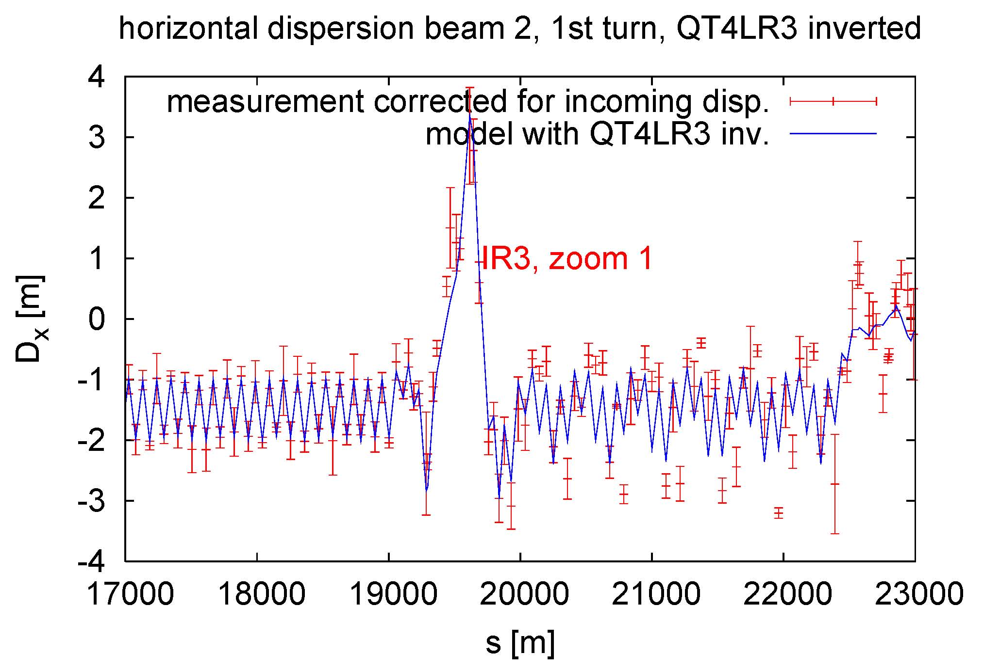 horizontal dispersion beam 2, 1st turn, QT4LR3 inverted
measurement corrected for incoming disp.
model with QT4LR3 inv.
IR3, zoom 1
D_x [m]
4
3
2
1
0
-1
-2
-3
-4
17000 18000 19000 20000 21000 22000 23000
s [m]